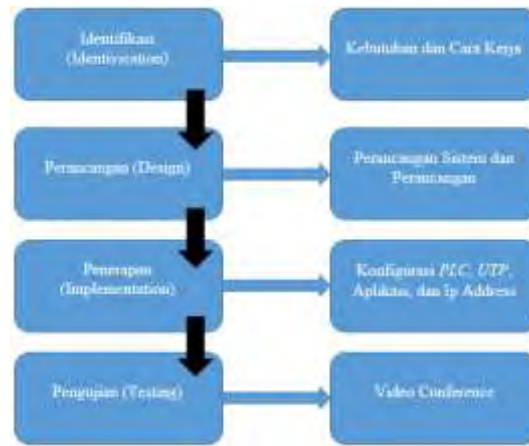 Identifikasi
(Identification)
Kebutuhan dan Cara Kerja
Perancangan (Design)
Perancangan Sistem dan
Perancangan
Penerapan
(Implementation)
Konfigurasi PLC, UTP,
Aplikasi, dan Ip Address
Pengujian (Testing)
Video Conference